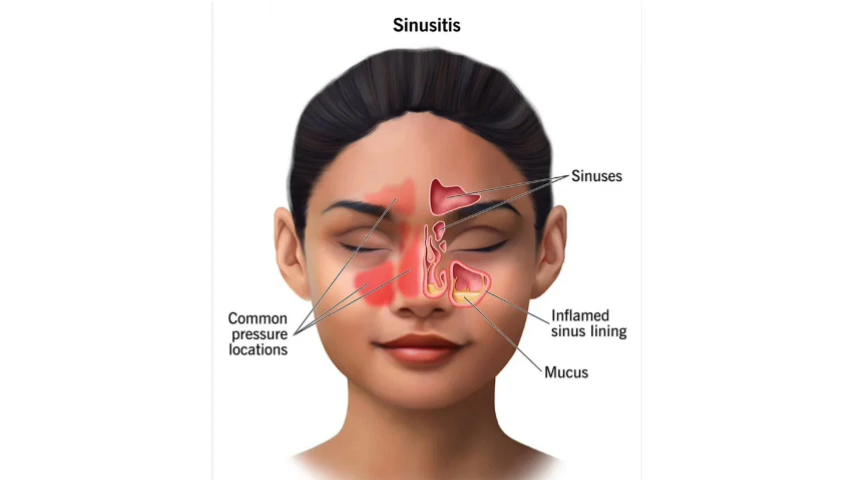 Sinusitis
Sinuses
Common
pressure
locations
Inflamed
sinus lining
Mucus